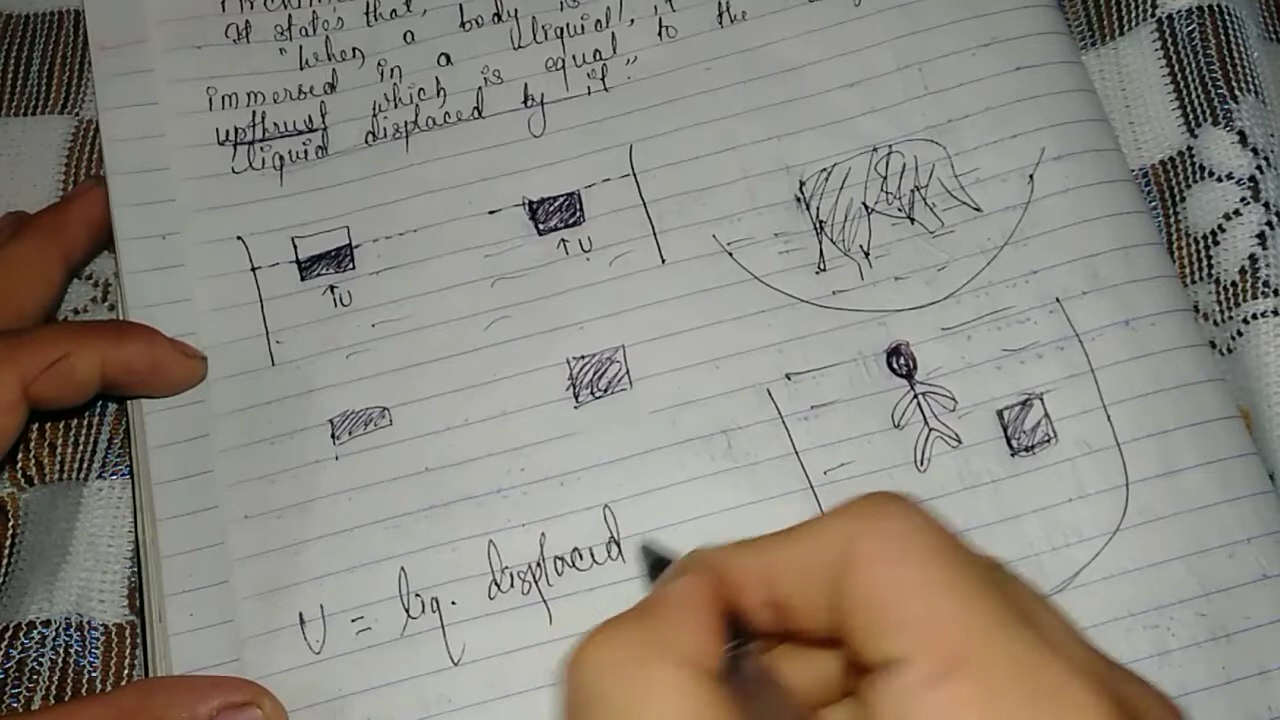 It states that,
"When a body is
immersed in a liquid, it
upthrust which is equal to the
liquid displaced by it."
↑U
↑U
U = liq. displaced